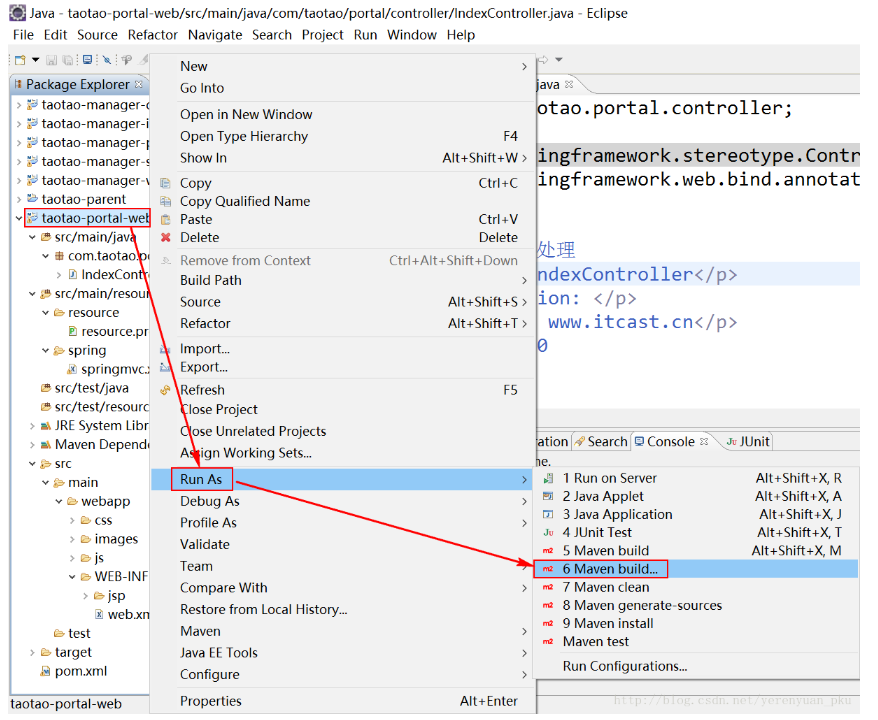 Java - taotao-portal-web/src/main/java/com/taotao/portal/controller/IndexController.java - Eclipse
File Edit Source Refactor Navigate Search Project Run Window Help
Package Explorer
taotao-manager-c
taotao-manager-i
taotao-manager-p
taotao-manager-s
taotao-manager-v
taotao-parent
taotao-portal-web
src/main/java
com.taotao.po
IndexContr
src/main/resour
resource
resource.pr
spring
springmvc.x
src/test/java
src/test/resourc
JRE System Libr
Maven Depende
src
main
webapp
css
images
js
WEB-INF
jsp
web.xm
test
target
pom.xml
taotao-portal-web
New
Go Into
Open in New Window
Open Type Hierarchy F4
Show In Alt+Shift+W
Copy Ctrl+C
Copy Qualified Name
Paste Ctrl+V
Delete Delete
Remove from Context Ctrl+Alt+Shift+Down
Build Path
Source Alt+Shift+S
Refactor Alt+Shift+T
Import...
Export...
Refresh F5
Close Project
Close Unrelated Projects
Assign Working Sets...
Run As
Debug As
Profile As
Validate
Team
Compare With
Restore from Local History...
Maven
Java EE Tools
Configure
Properties Alt+Enter
java
otao.portal.controller;
ingframework.stereotype.Contr
ingframework.web.bind.annotat
处理
ndexController</p>
ion: </p>
www.itcast.cn</p>
0
ration Search Console JUnit
ne.
1 Run on Server Alt+Shift+X, R
2 Java Applet Alt+Shift+X, A
3 Java Application Alt+Shift+X, J
4 JUnit Test Alt+Shift+X, T
5 Maven build Alt+Shift+X, M
6 Maven build...
7 Maven clean
8 Maven generate-sources
9 Maven install
Maven test
Run Configurations...
http://blog.csdn.net/yerenyuan_pku